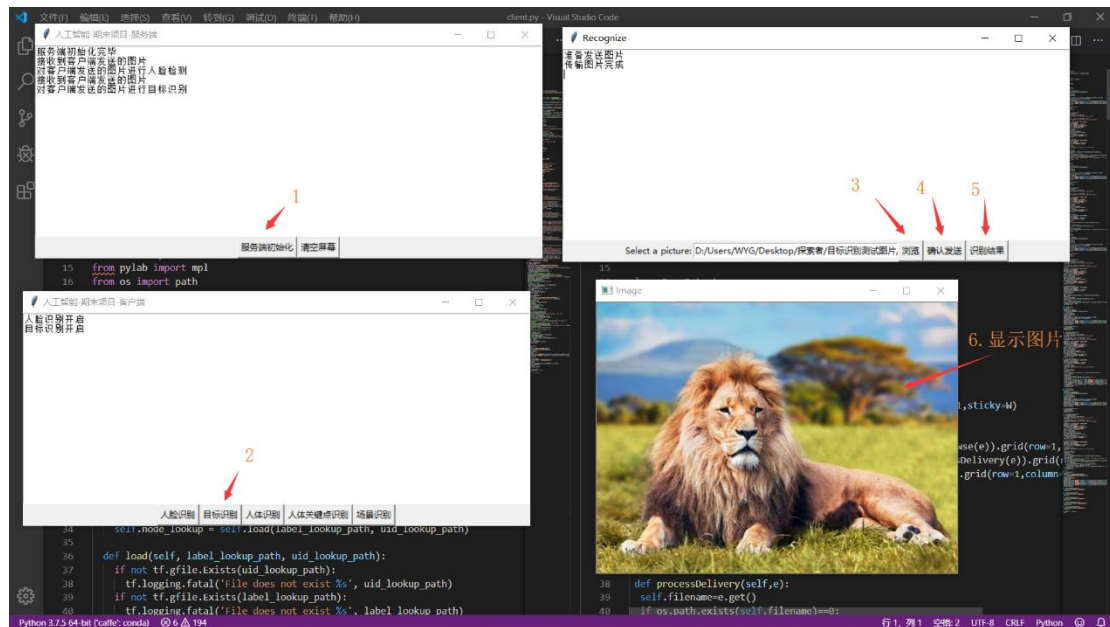 文件(F) 编辑(E) 选择(S) 查看(V) 转到(G) 调试(D) 终端(T) 帮助(H)
client.py - Visual Studio Code
人工智能-期末项目-服务端
服务端初始化完毕
接收到客户端发送的图片
对客户端发送的图片进行人脸检测
接收到客户端发送的图片
对客户端发送的图片进行目标识别
1
服务端初始化 清空屏幕
Recognize
准备发送图片
传输图片完成
3 4 5
Select a picture: D:/Users/WYG/Desktop/探索者/目标识别测试图片, 浏览 确认发送 识别结果
15 from pylab import mpl
16 from os import path
15
人工智能-期末项目-客户端
人脸识别开启
目标识别开启
2
人脸识别 目标识别 人体识别 人体关键点识别 场景识别
Image
6. 显示图片
1,sticky=W)
wse(e)).grid(row=1,
sDelivery(e)).grid(r
.grid(row=1,column=
34 self.node_lookup = self.load(label_lookup_path, uid_lookup_path)
35
36 def load(self, label_lookup_path, uid_lookup_path):
37 if not tf.gfile.Exists(uid_lookup_path):
38 tf.logging.fatal('File does not exist %s', uid_lookup_path)
39 if not tf.gfile.Exists(label_lookup_path):
40 tf.logging.fatal('File does not exist %s', label_lookup_path)
38 def processDelivery(self,e):
39 self.filename=e.get()
40 if os.path.exists(self.filename)==0:
Python 3.7.5 64-bit ('caffe': conda) 6 194
行 1, 列 1 空格: 2 UTF-8 CRLF Python